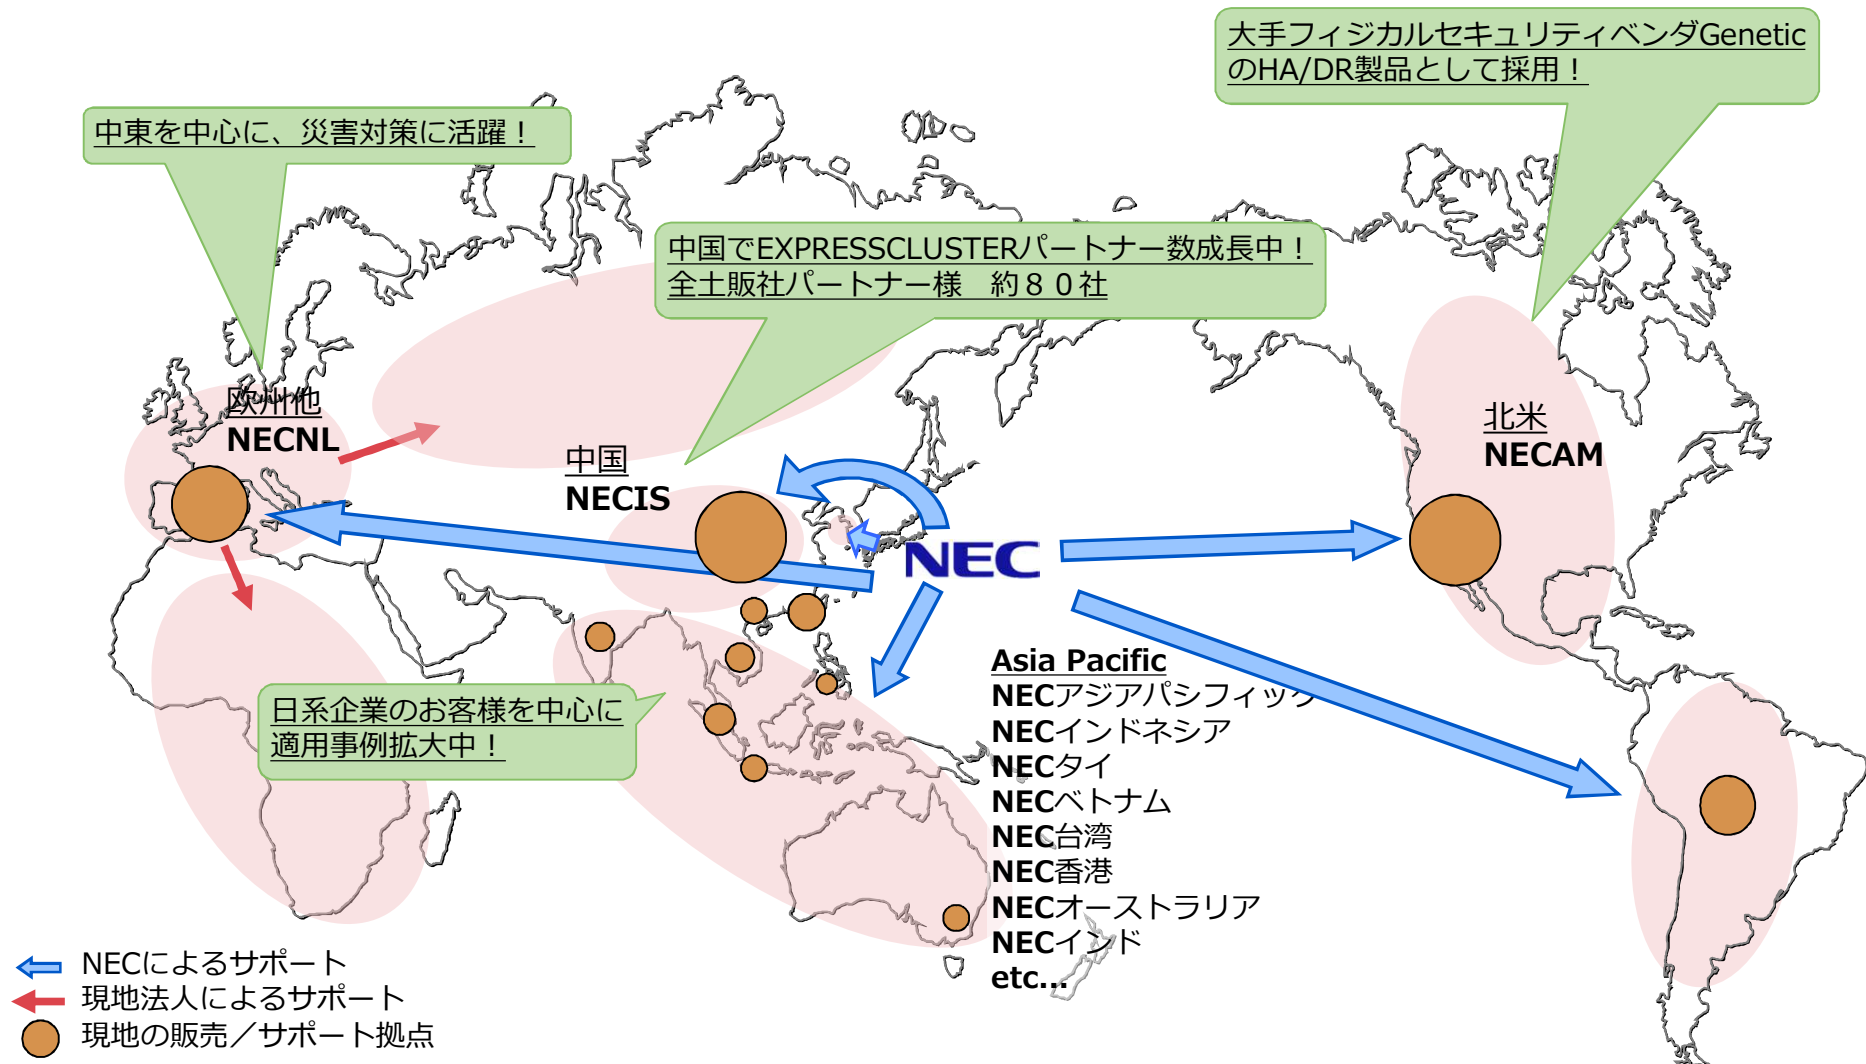 大手フィジカルセキュリティベンダGenetic
のHA/DR製品として採用！
中東を中心に、災害対策に活躍！
中国でEXPRESSCLUSTERパートナー数成長中！
全土販社パートナー様　約８０社
欧州他
NECNL
中国
NECIS
北米
NECAM
NEC
日系企業のお客様を中心に
適用事例拡大中！
Asia Pacific
NECアジアパシフィック
NECインドネシア
NECタイ
NECベトナム
NEC台湾
NEC香港
NECオーストラリア
NECインド
etc...
NECによるサポート
現地法人によるサポート
現地の販売／サポート拠点